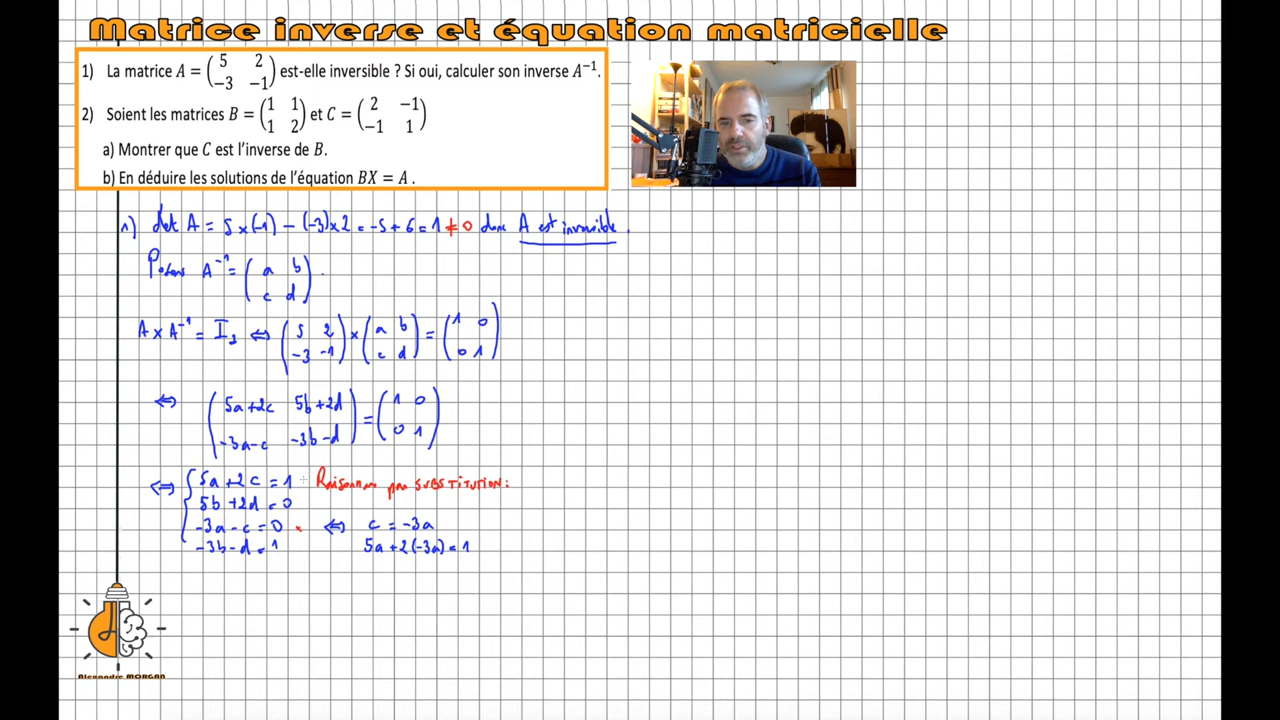 Matrice inverse et équation matricielle
1) La matrice A = ( 5 2 -3 -1 ) est-elle inversible ? Si oui, calculer son inverse A⁻¹.
2) Soient les matrices B = ( 1 1 1 2 ) et C = ( 2 -1 -1 1 )
a) Montrer que C est l'inverse de B.
b) En déduire les solutions de l'équation BX = A .
1) det A = 5 × (-1) - (-3) × 2 = -5 + 6 = 1 ≠ 0 donc A est inversible .
Posons A⁻¹ = ( a b c d ) .
A × A⁻¹ = I₂ ⇔ ( 5 2 -3 -1 ) × ( a b c d ) = ( 1 0 0 1 )
⇔ ( 5a+2c 5b+2d -3a-c -3b-d ) = ( 1 0 0 1 )
⇔ { 5a + 2c = 1 Raisonnons par SUBSTITUTION :
5b + 2d = 0
-3a - c = 0 ⇔ c = -3a
-3b - d = 1 5a + 2(-3a) = 1
Alexandre MORGAN